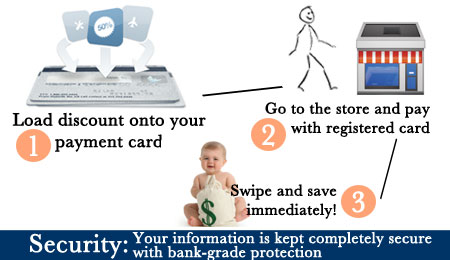 50%
Load discount onto your
1 payment card
Go to the store and pay
2 with registered card
Swipe and save
immediately! 3
$
Security: Your information is kept completely secure
with bank-grade protection